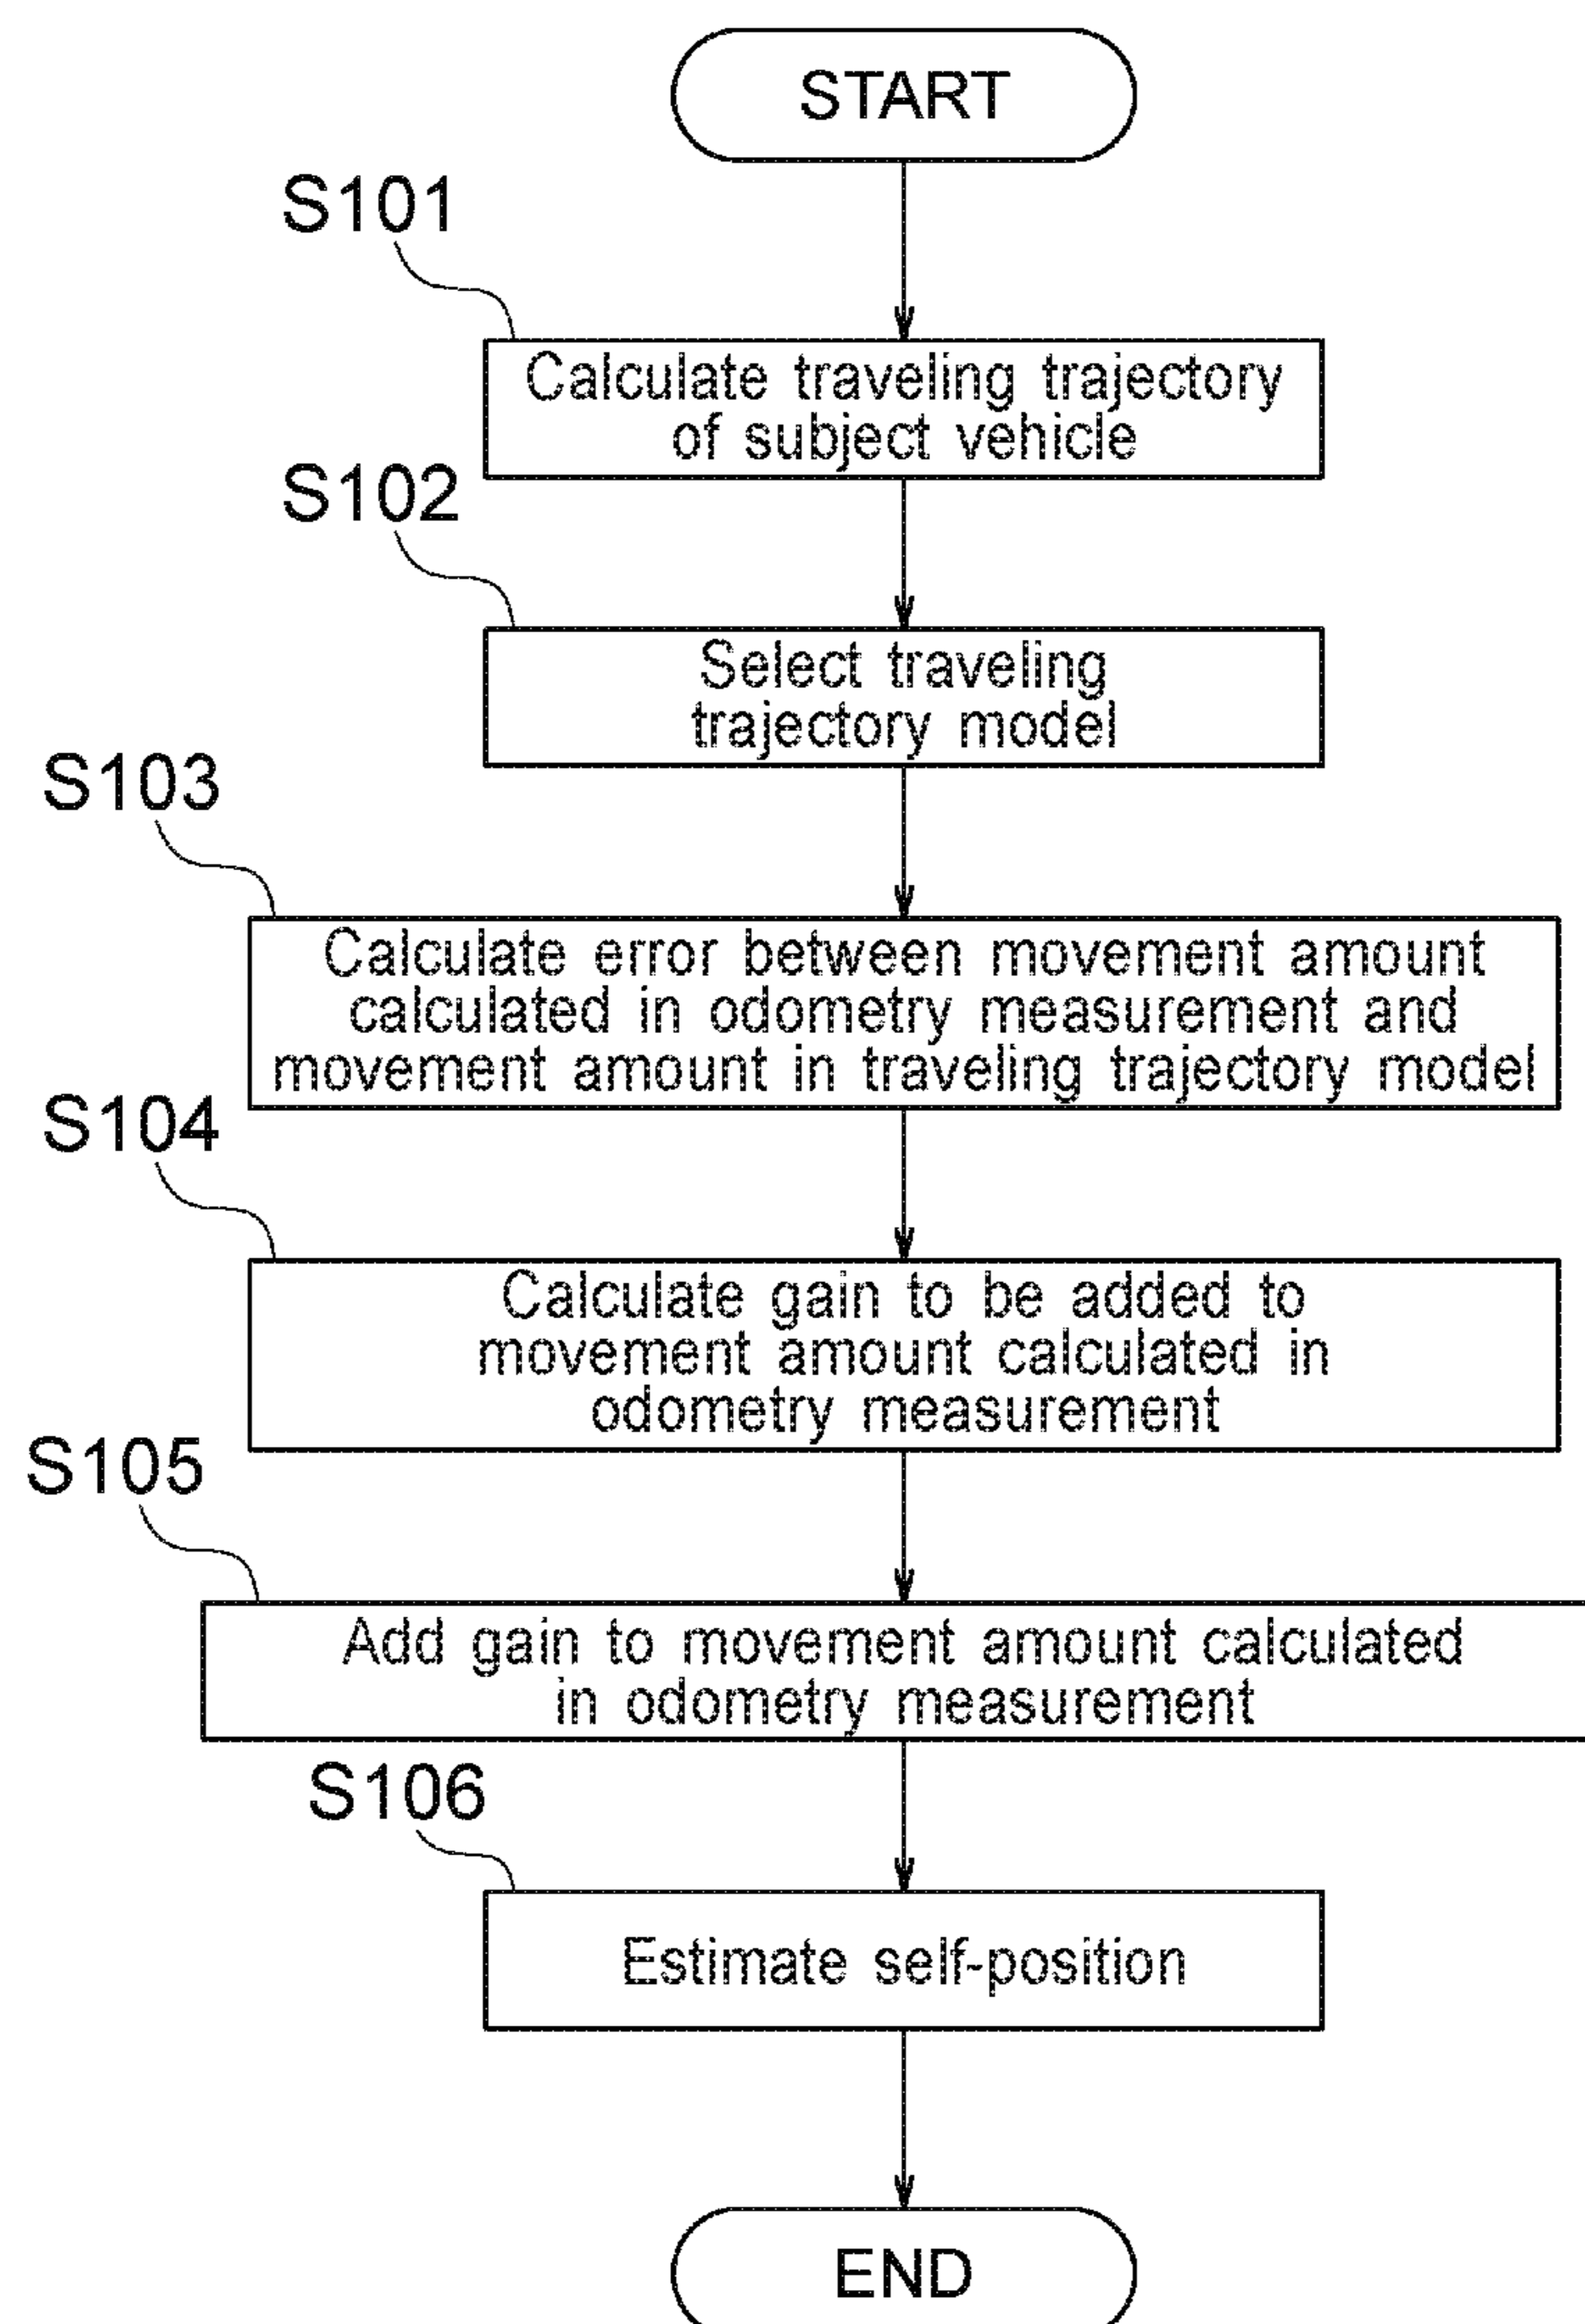 START
S101
Calculate traveling trajectory
of subject vehicle
S102
Select traveling
trajectory model
S103
Calculate error between movement amount
calculated in odometry measurement and
movement amount in traveling trajectory model
S104
Calculate gain to be added to
movement amount calculated in
odometry measurement
S105
Add gain to movement amount calculated
in odometry measurement
S106
Estimate self-position
END